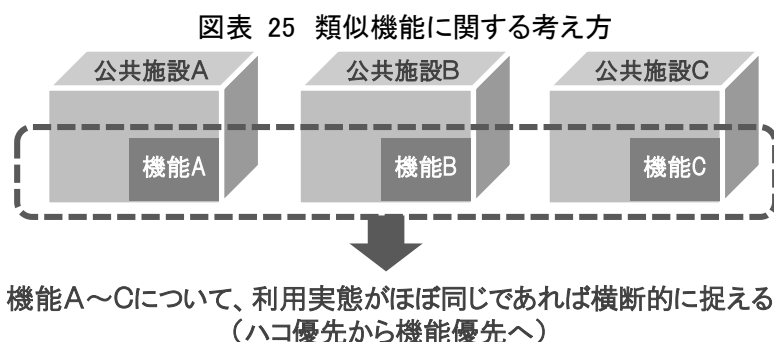 図表 25 類似機能に関する考え方
公共施設A 公共施設B 公共施設C
機能A 機能B 機能C
機能A～Cについて、利用実態がほぼ同じであれば横断的に捉える
（ハコ優先から機能優先へ）